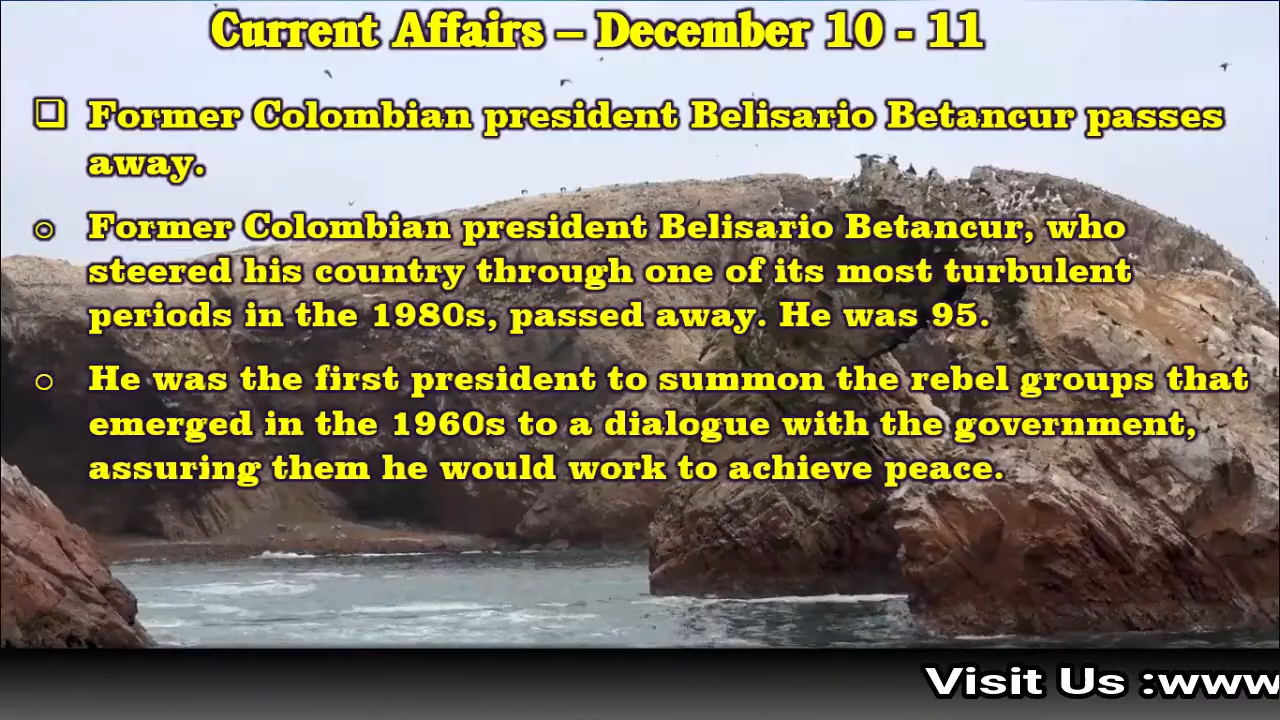 Current Affairs – December 10 - 11
Former Colombian president Belisario Betancur passes
away.
Former Colombian president Belisario Betancur, who
steered his country through one of its most turbulent
periods in the 1980s, passed away. He was 95.
He was the first president to summon the rebel groups that
emerged in the 1960s to a dialogue with the government,
assuring them he would work to achieve peace.
Visit Us :www